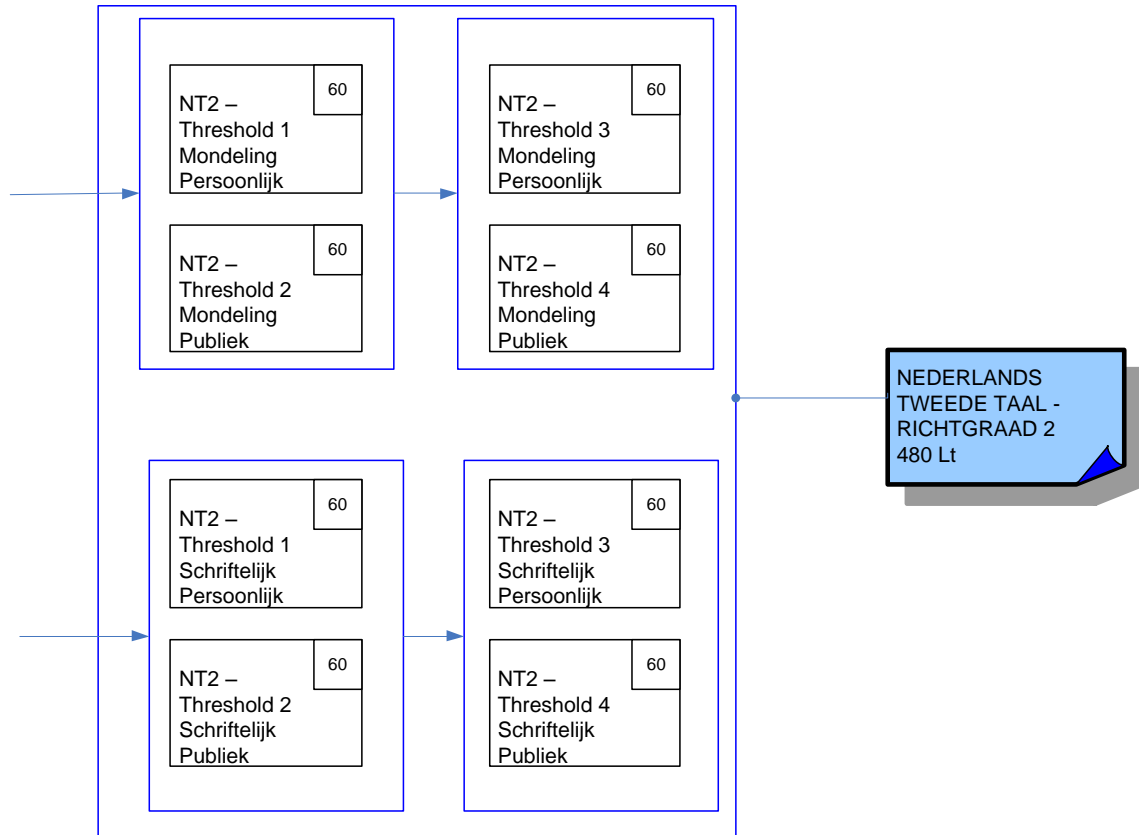 60
NT2 –
Threshold 1
Mondeling
Persoonlijk
60
NT2 –
Threshold 3
Mondeling
Persoonlijk
60
NT2 –
Threshold 2
Mondeling
Publiek
60
NT2 –
Threshold 4
Mondeling
Publiek
NEDERLANDS
TWEEDE TAAL -
RICHTGRAAD 2
480 Lt
60
NT2 –
Threshold 1
Schriftelijk
Persoonlijk
60
NT2 –
Threshold 3
Schriftelijk
Persoonlijk
60
NT2 –
Threshold 2
Schriftelijk
Publiek
60
NT2 –
Threshold 4
Schriftelijk
Publiek